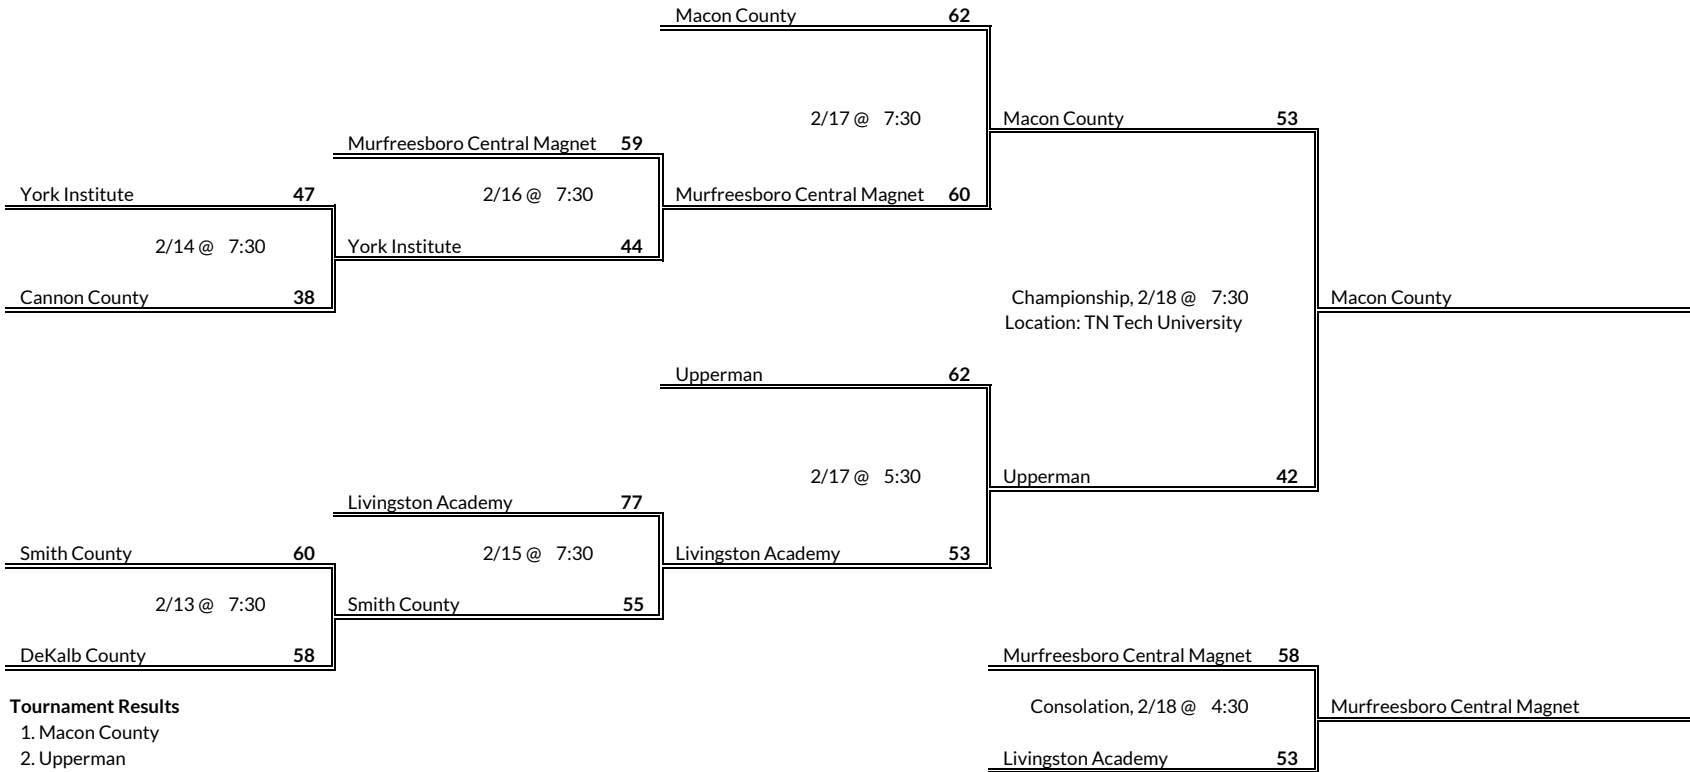 Macon County 62
2/17 @ 7:30
Macon County 53
Murfreesboro Central Magnet 59
York Institute 47
2/16 @ 7:30
Murfreesboro Central Magnet 60
2/14 @ 7:30
York Institute 44
Cannon County 38
Championship, 2/18 @ 7:30
Macon County
Location: TN Tech University
Upperman 62
2/17 @ 5:30
Upperman 42
Livingston Academy 77
Smith County 60
2/15 @ 7:30
Livingston Academy 53
2/13 @ 7:30
Smith County 55
DeKalb County 58
Murfreesboro Central Magnet 58
Tournament Results
Consolation, 2/18 @ 4:30
Murfreesboro Central Magnet
1. Macon County
2. Upperman
Livingston Academy 53